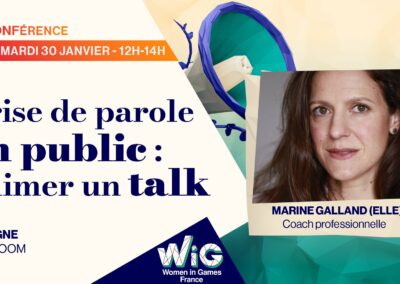 ONFÉRENCE
MARDI 30 JANVIER - 12H-14H
rise de parole
n public :
imer un talk
GNE
OOM
MARINE GALLAND (ELLE)
Coach professionnelle
WiG
Women in Games
France